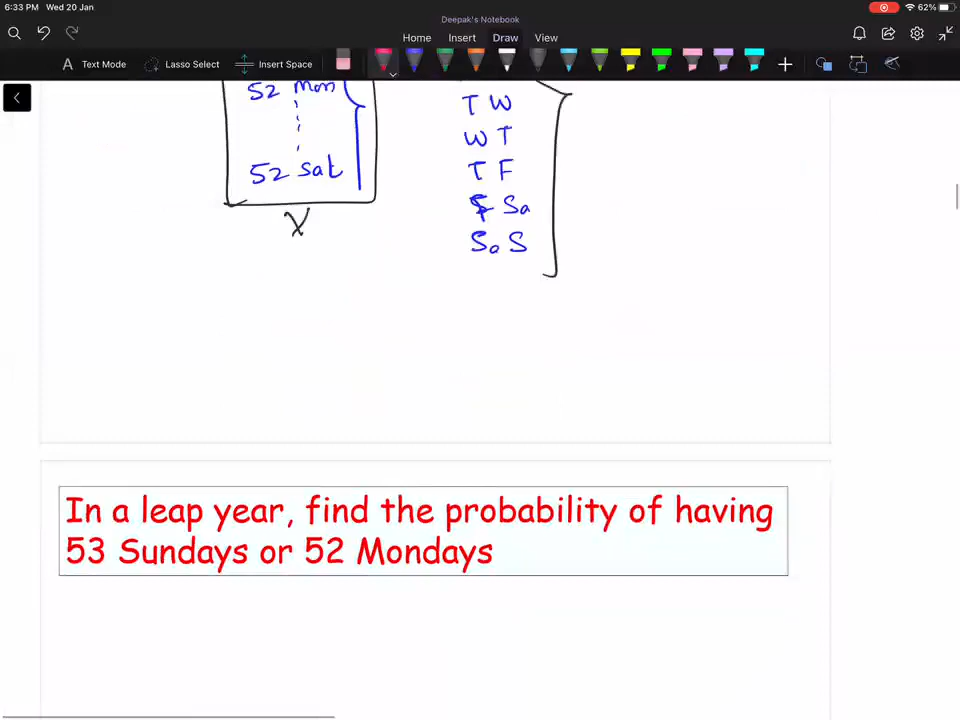 6:33 PM Wed 20 Jan
62%
Deepak's Notebook
Home Insert Draw View
Text Mode
Lasso Select
Insert Space
52 Mon
52 Sat
T W
W T
T F
Sa
Sa S
In a leap year, find the probability of having
53 Sundays or 52 Mondays